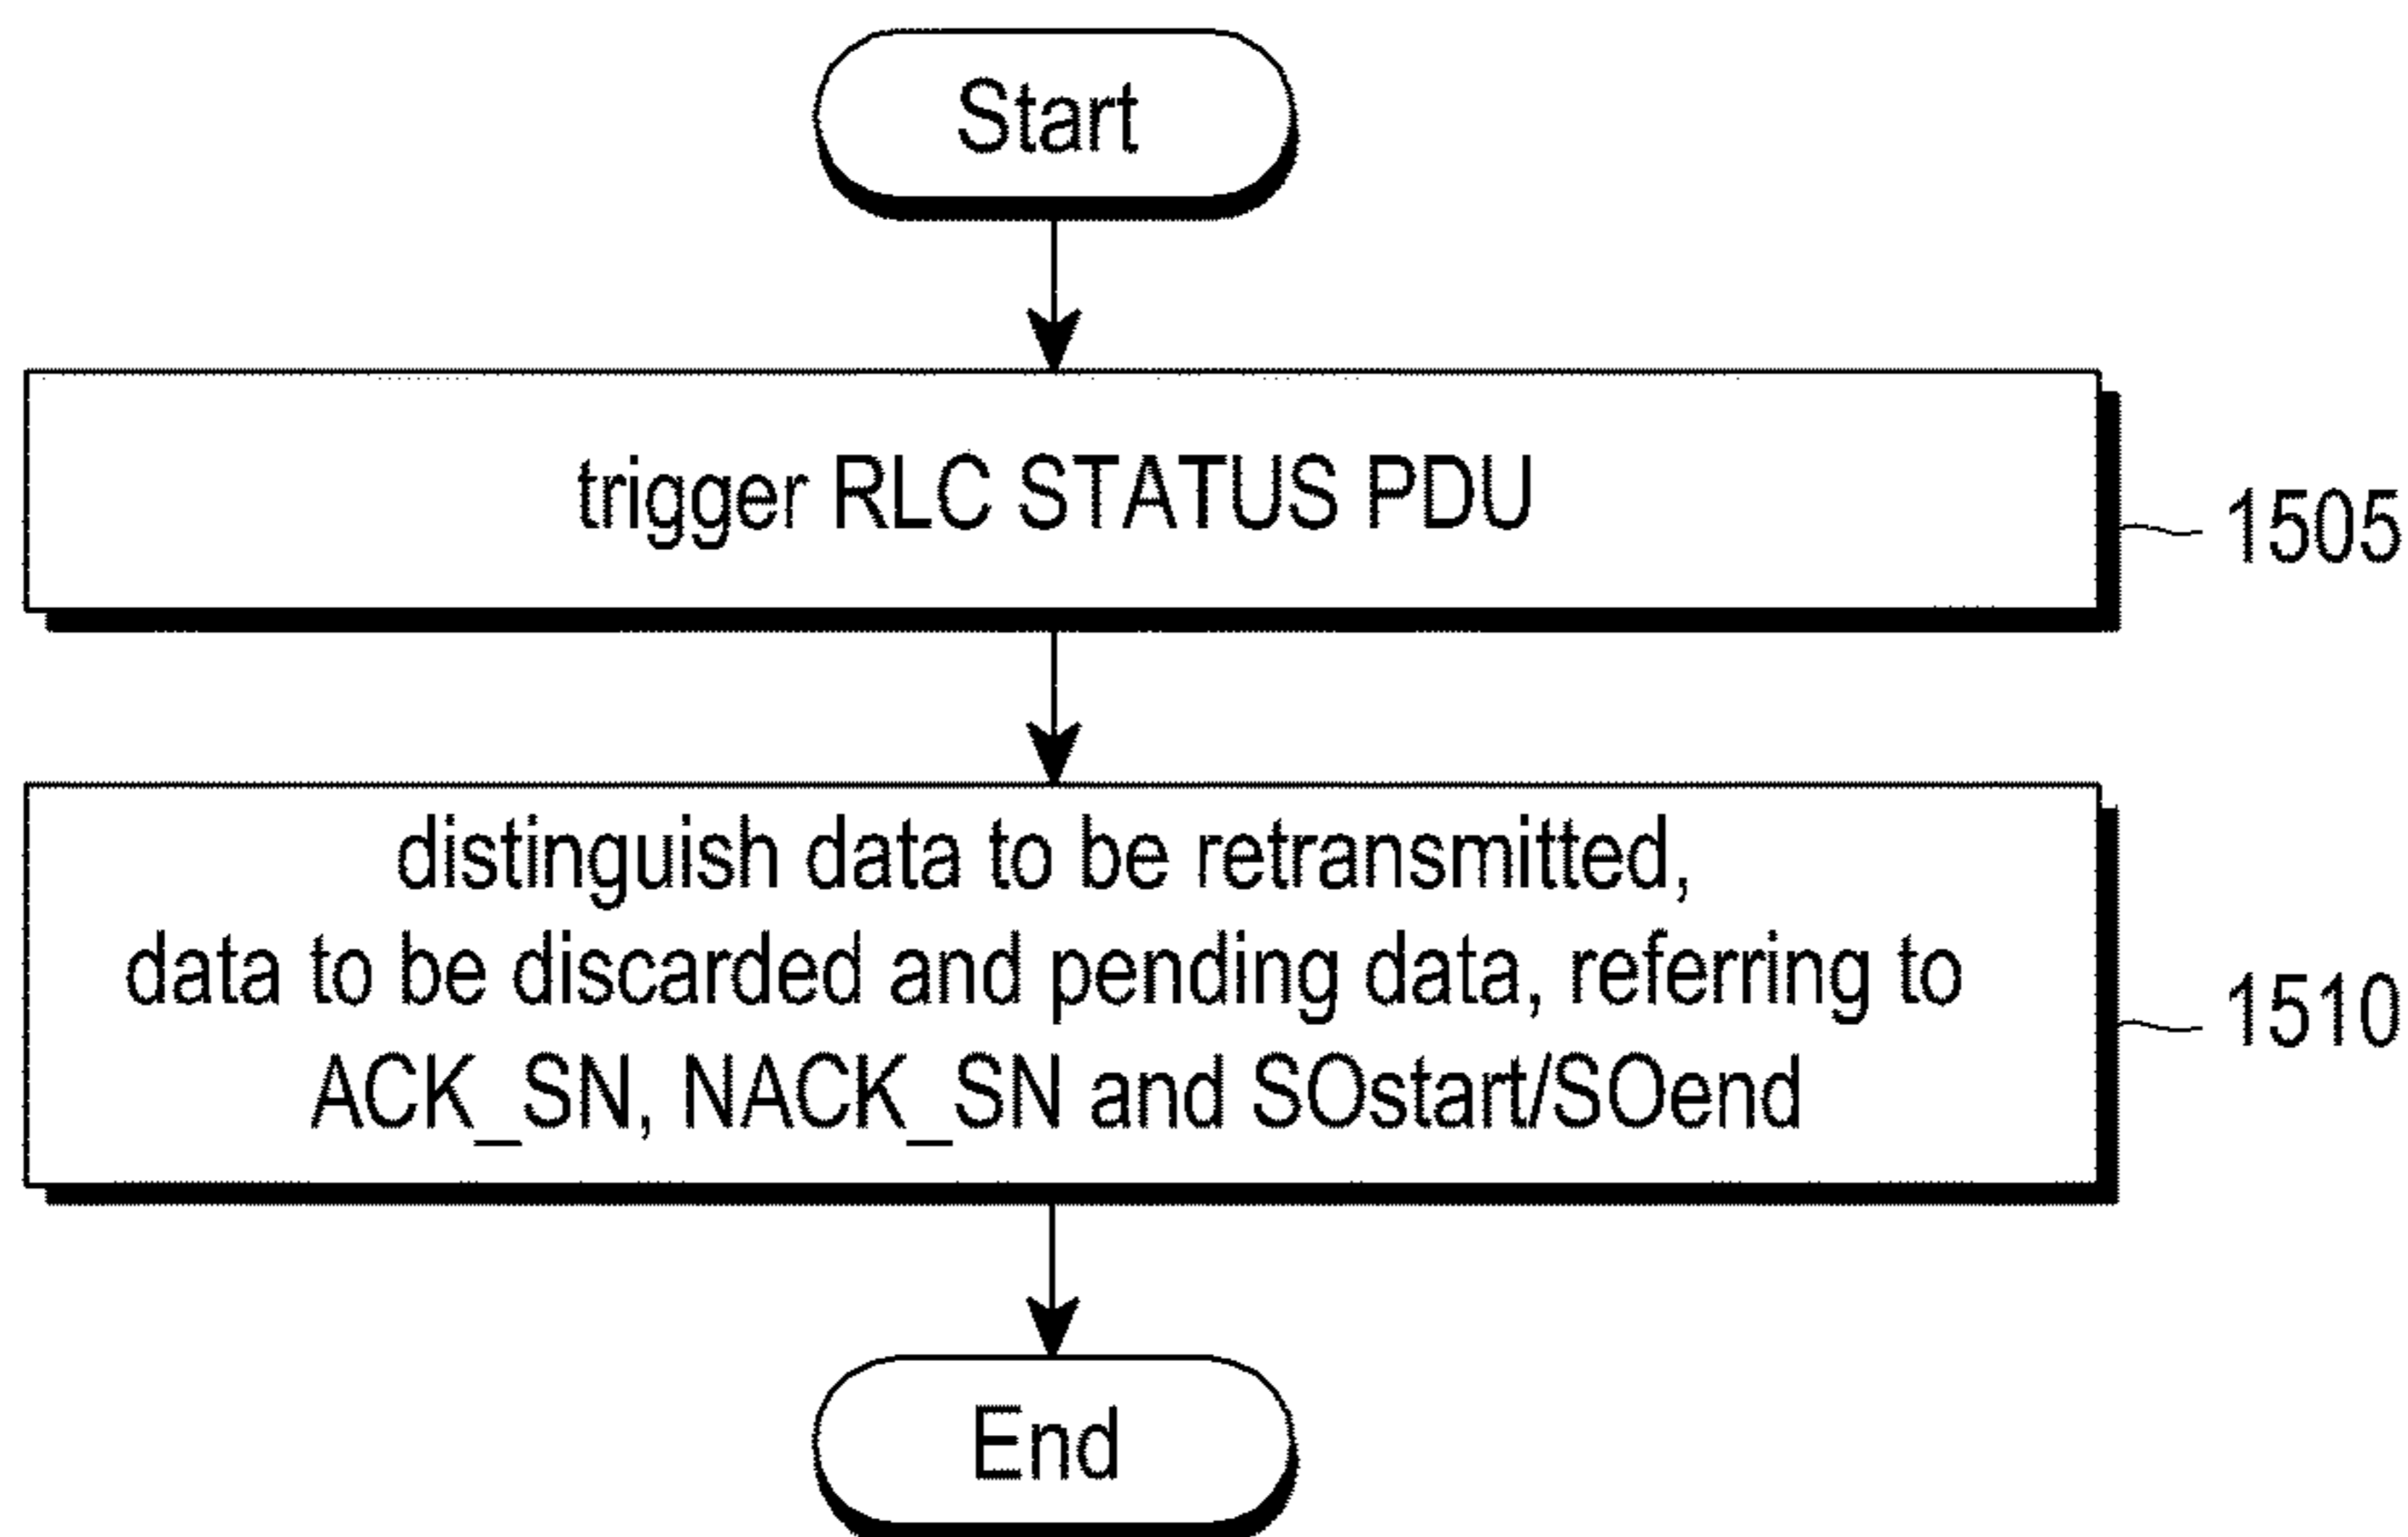 Start
trigger RLC STATUS PDU
1505
distinguish data to be retransmitted,
data to be discarded and pending data, referring to
ACK_SN, NACK_SN and SOstart/SOend
1510
End